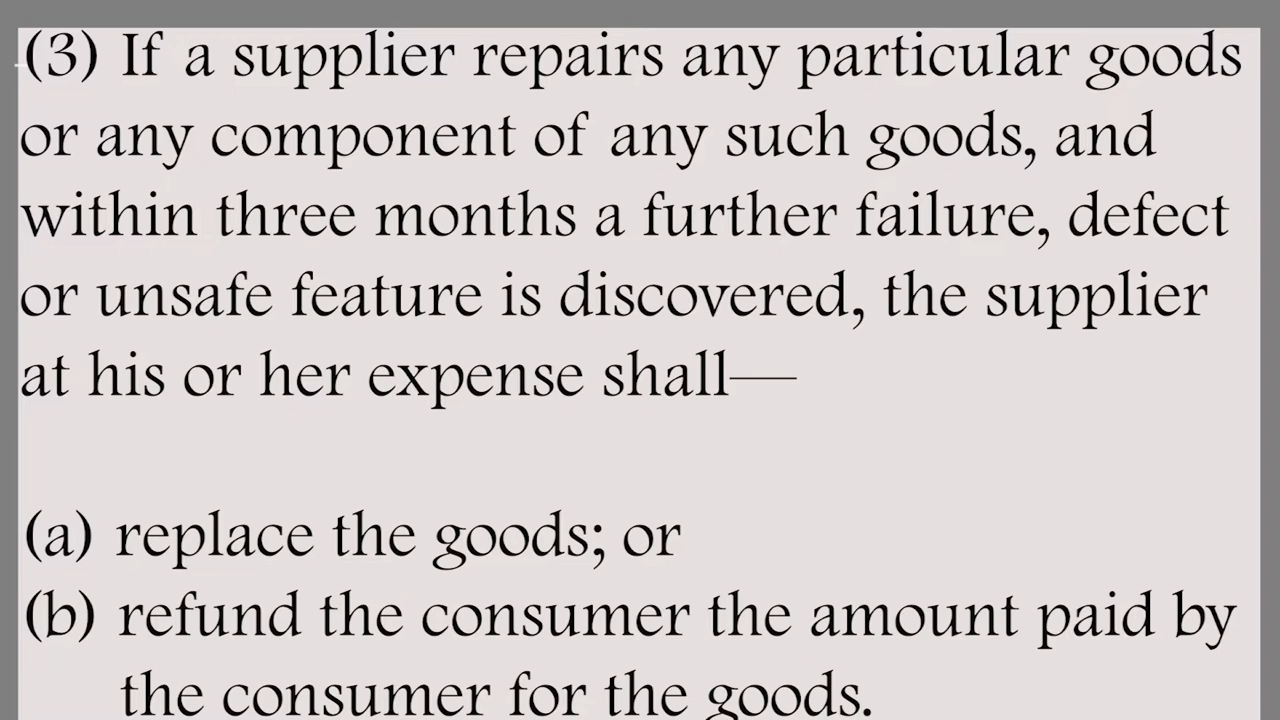 (3) If a supplier repairs any particular goods
or any component of any such goods, and
within three months a further failure, defect
or unsafe feature is discovered, the supplier
at his or her expense shall—
(a) replace the goods; or
(b) refund the consumer the amount paid by
the consumer for the goods.